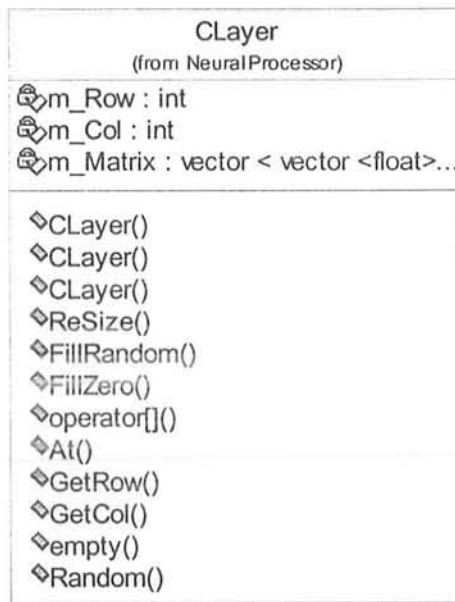 CLayer
(from NeuralProcessor)
m_Row : int
m_Col : int
m_Matrix : vector < vector <float>...
CLayer()
CLayer()
CLayer()
ReSize()
FillRandom()
FillZero()
operator[]()
At()
GetRow()
GetCol()
empty()
Random()